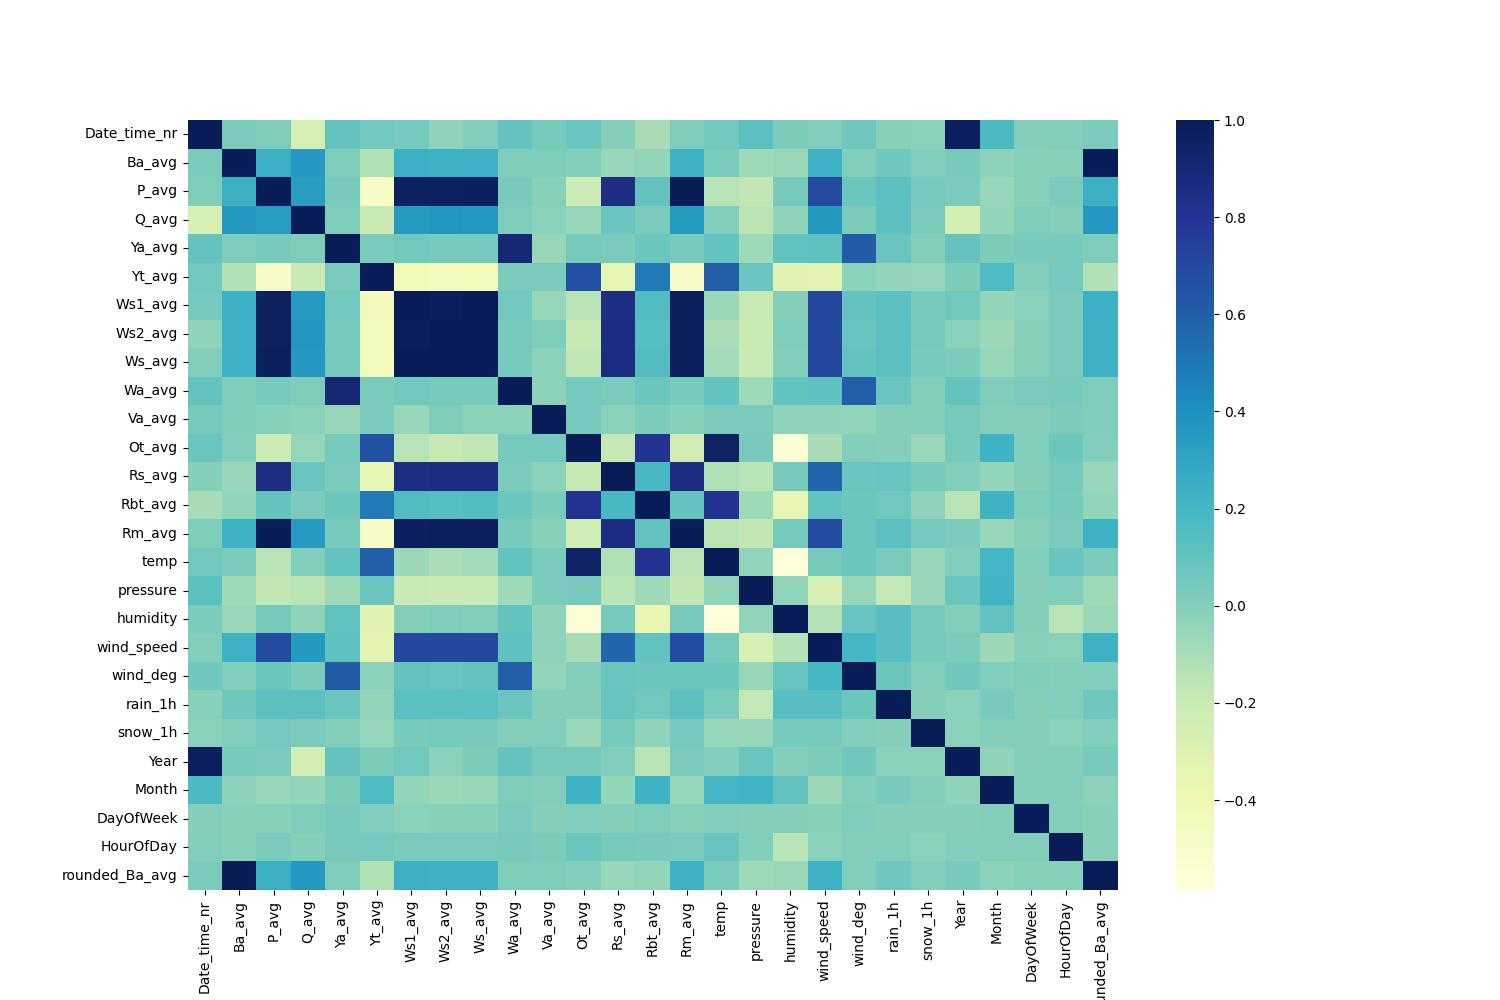 Date_time_nr
Ba_avg
P_avg
Q_avg
Ya_avg
Yt_avg
Ws1_avg
Ws2_avg
Ws_avg
Wa_avg
Va_avg
Ot_avg
Rs_avg
Rbt_avg
Rm_avg
temp
pressure
humidity
wind_speed
wind_deg
rain_1h
snow_1h
Year
Month
DayOfWeek
HourOfDay
rounded_Ba_avg
Date_time_nr
Ba_avg
P_avg
Q_avg
Ya_avg
Yt_avg
Ws1_avg
Ws2_avg
Ws_avg
Wa_avg
Va_avg
Ot_avg
Rs_avg
Rbt_avg
Rm_avg
temp
pressure
humidity
wind_speed
wind_deg
rain_1h
snow_1h
Year
Month
DayOfWeek
HourOfDay
unded_Ba_avg
1.0
0.8
0.6
0.4
0.2
0.0
−0.2
−0.4